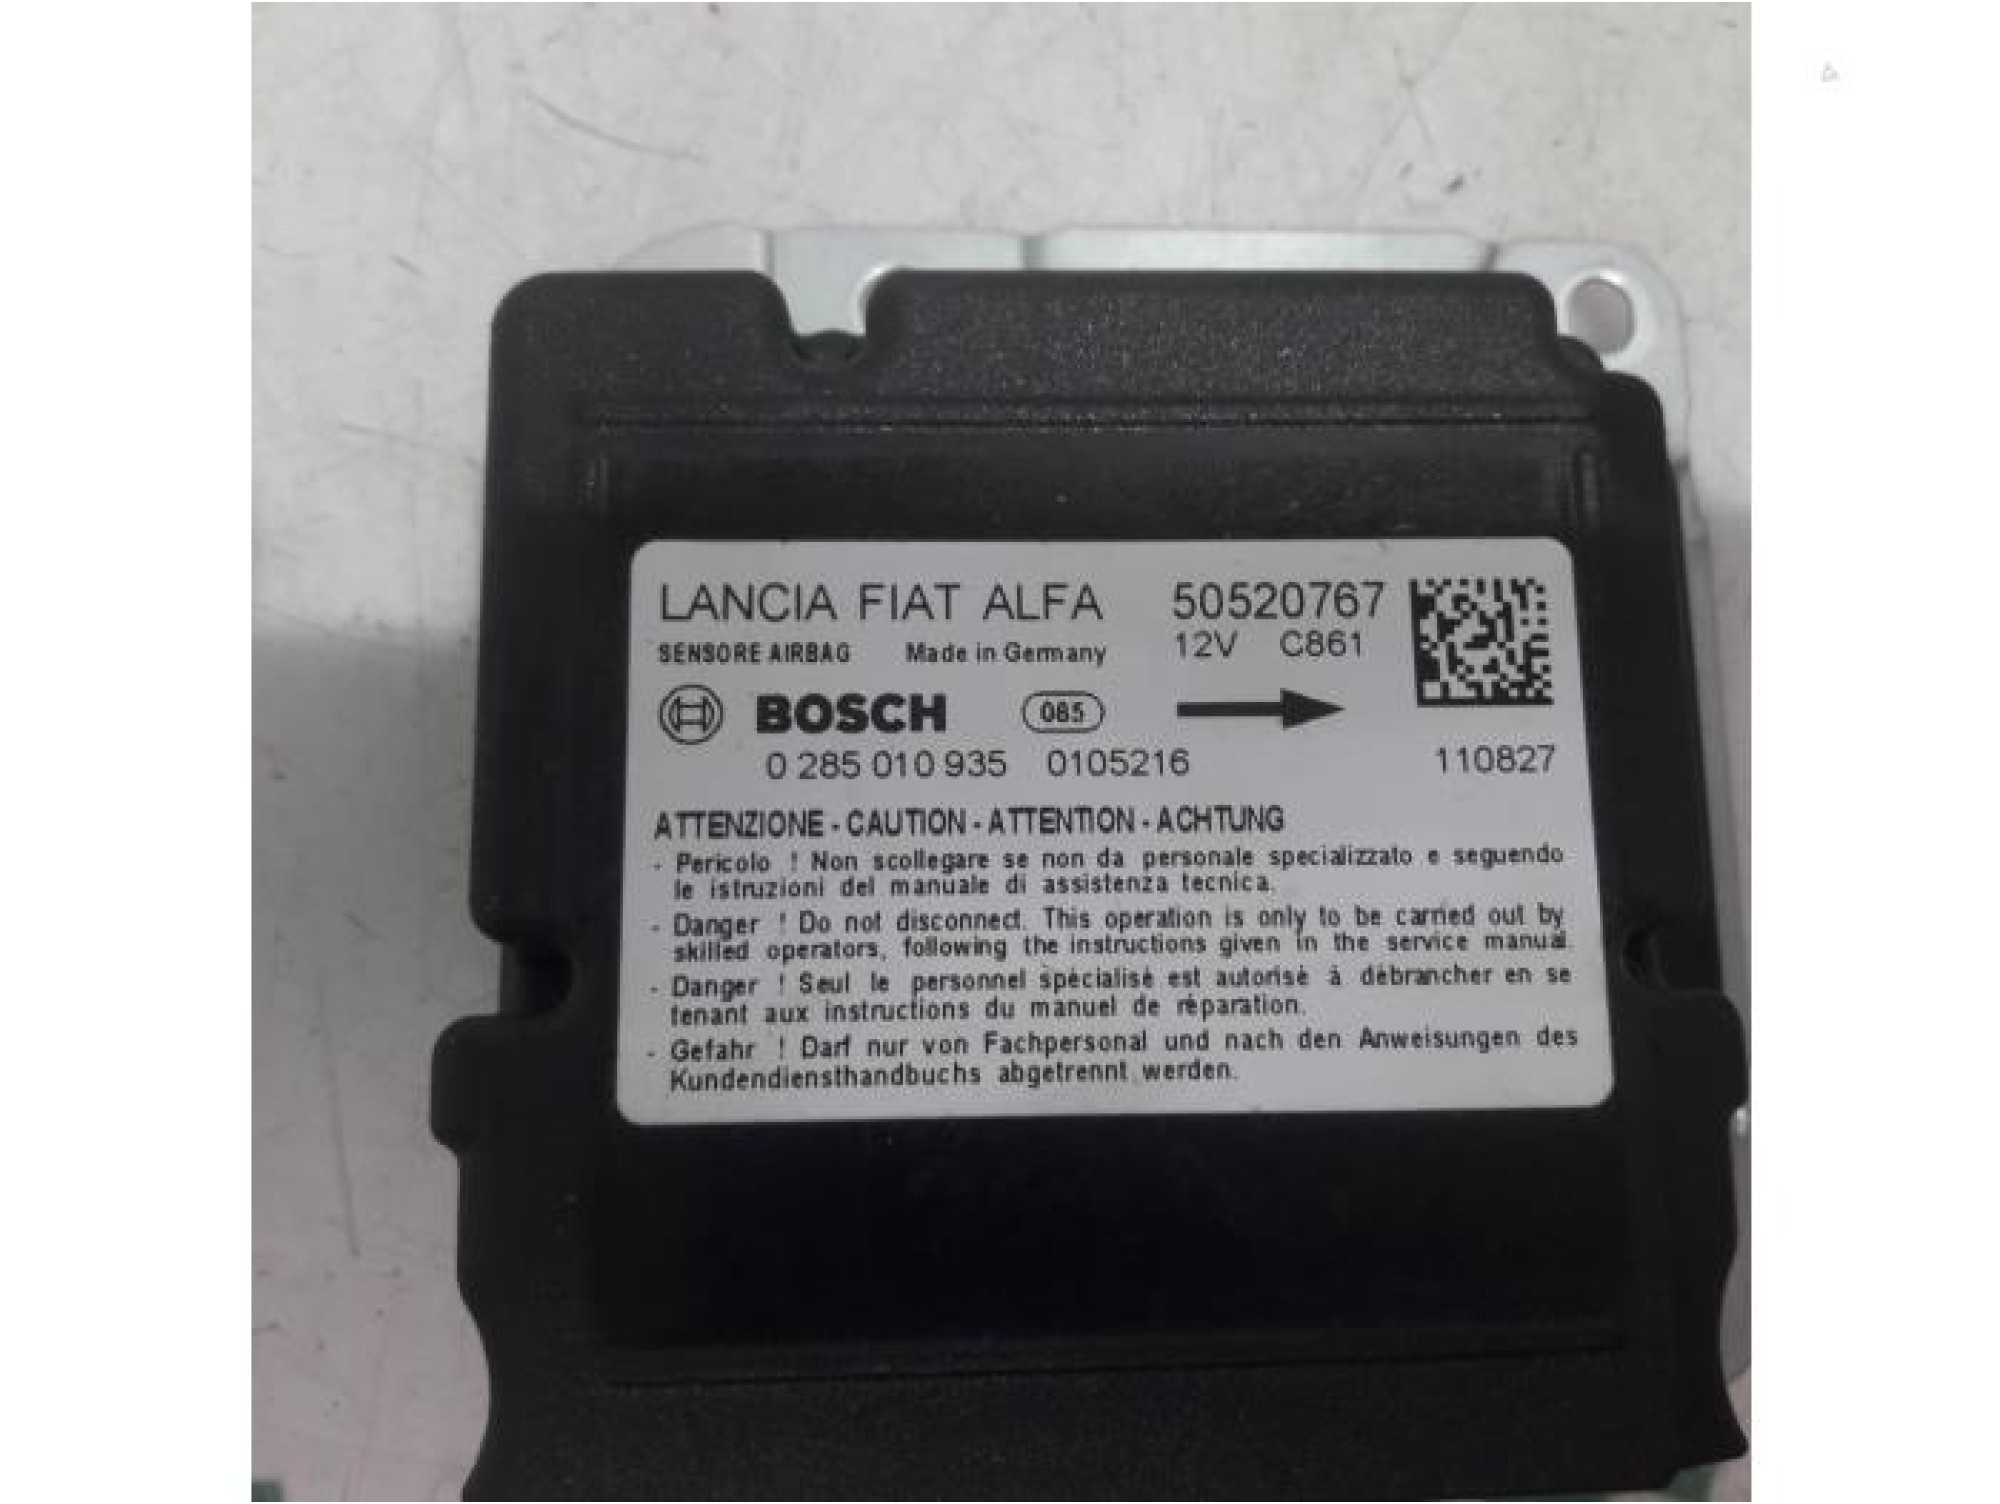 LANCIA FIAT ALFA 50520767
SENSORE AIRBAG Made in Germany 12V C861
BOSCH 085
0 285 010 935 0105216 110827
ATTENZIONE - CAUTION - ATTENTION - ACHTUNG
- Pericolo ! Non scollegare se non da personale specializzato e seguendo
le istruzioni del manuale di assistenza tecnica.
- Danger ! Do not disconnect. This operation is only to be carried out by
skilled operators, following the instructions given in the service manual.
- Danger ! Seul le personnel spècialisè est autorisè à dèbrancher en se
tenant aux instructions du manuel de rèparation.
- Gefahr ! Darf nur von Fachpersonal und nach den Anweisungen des
Kundendiensthandbuchs abgetrennt werden.